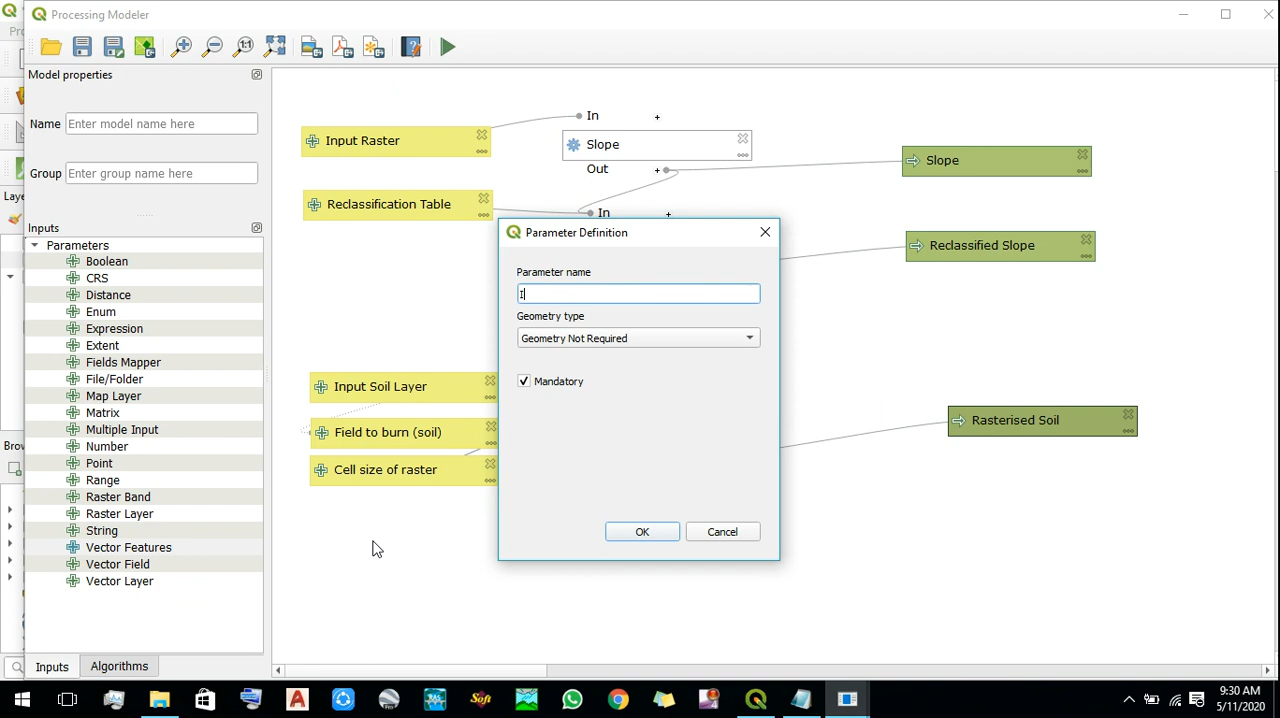 Processing Modeler
Model properties
Name Enter model name here
Group Enter group name here
Inputs
Parameters
Boolean
CRS
Distance
Enum
Expression
Extent
Fields Mapper
File/Folder
Map Layer
Matrix
Multiple Input
Number
Point
Range
Raster Band
Raster Layer
String
Vector Features
Vector Field
Vector Layer
Inputs Algorithms
Input Raster
In +
Slope
Out +
Slope
Reclassification Table
In +
Reclassified Slope
Parameter Definition
Parameter name
I
Geometry type
Geometry Not Required
Mandatory
OK Cancel
Input Soil Layer
Field to burn (soil)
Cell size of raster
Rasterised Soil
Laye
Brow
9:30 AM
5/11/2020